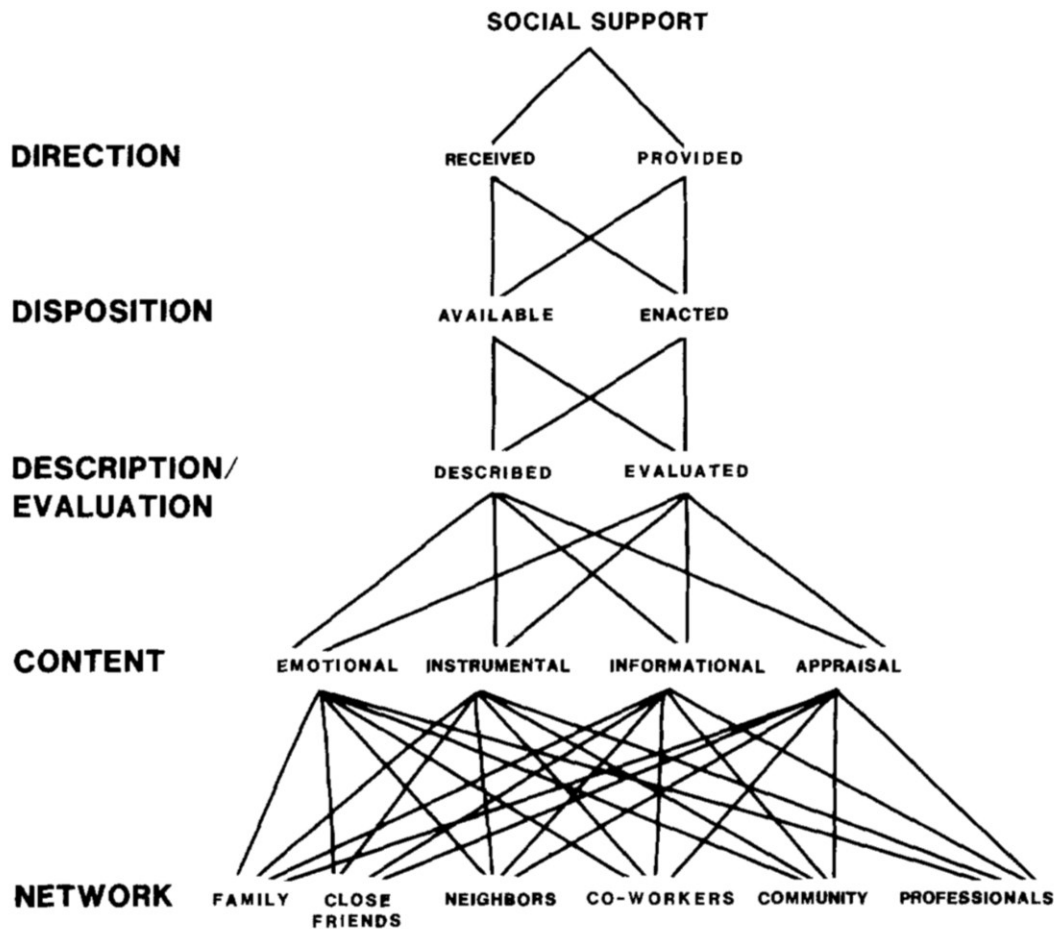 SOCIAL SUPPORT
DIRECTION
RECEIVED
PROVIDED
DISPOSITION
AVAILABLE
ENACTED
DESCRIPTION/
EVALUATION
DESCRIBED
EVALUATED
CONTENT
EMOTIONAL
INSTRUMENTAL
INFORMATIONAL
APPRAISAL
NETWORK
FAMILY
CLOSE
FRIENDS
NEIGHBORS
CO-WORKERS
COMMUNITY
PROFESSIONALS